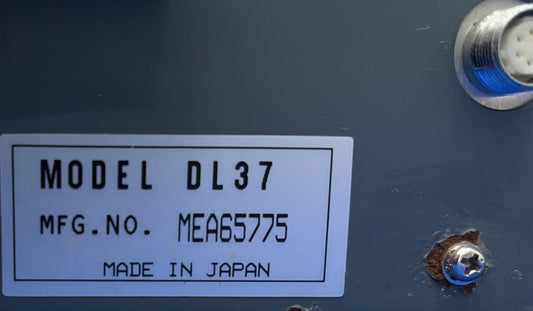 MODEL DL37
MFG.NO. MEA65775
MADE IN JAPAN